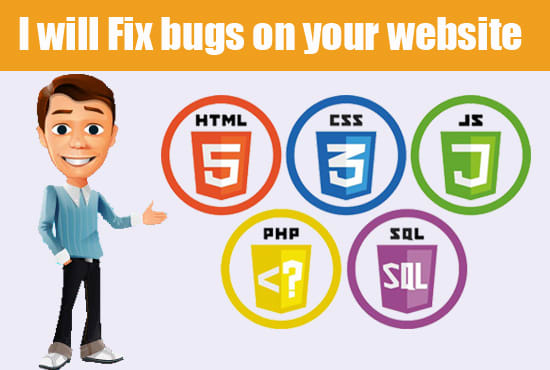 I will Fix bugs on your website
HTML
5
CSS
3
JS
J
PHP
<?
SQL
SQL